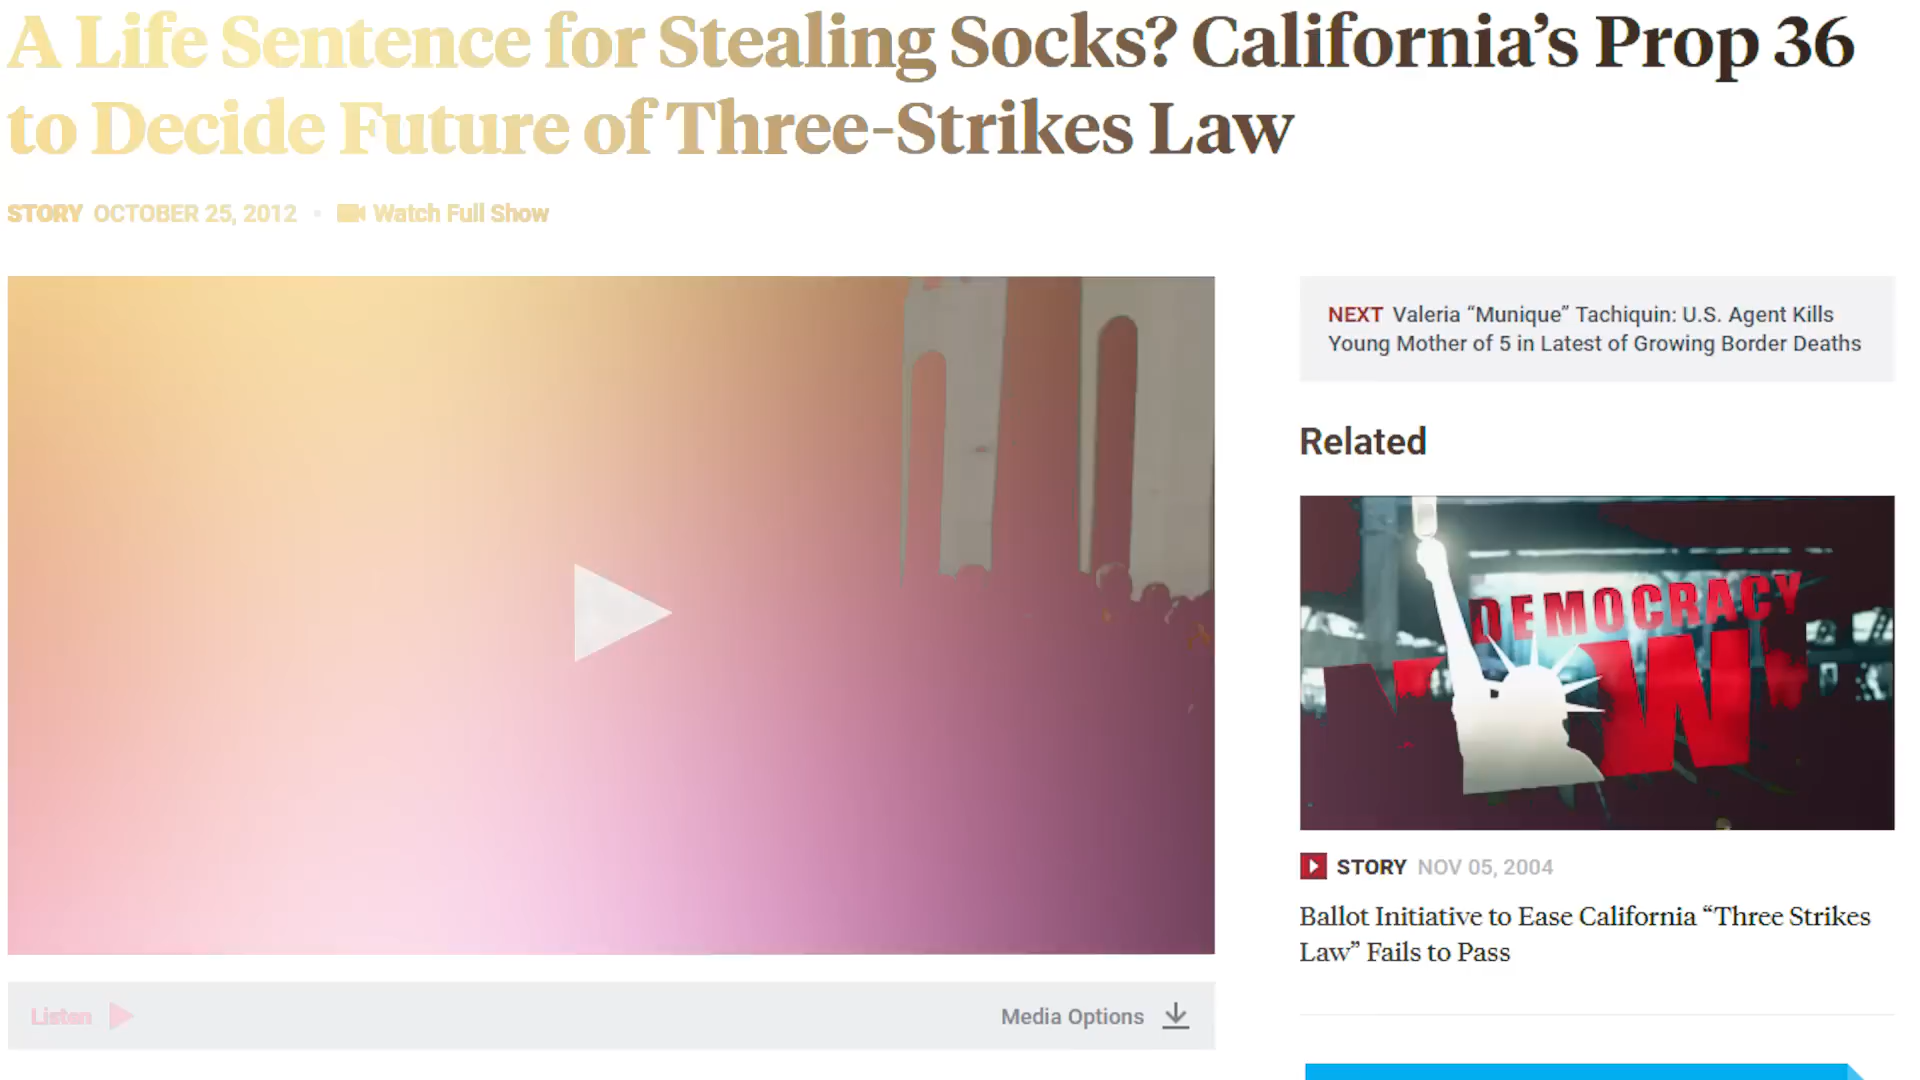 A Life Sentence for Stealing Socks? California’s Prop 36
to Decide Future of Three-Strikes Law
STORY OCTOBER 25, 2012 • Watch Full Show
NEXT Valeria “Munique” Tachiquin: U.S. Agent Kills
Young Mother of 5 in Latest of Growing Border Deaths
Related
DEMOCRACY
STORY NOV 05, 2004
Ballot Initiative to Ease California “Three Strikes
Law” Fails to Pass
Listen
Media Options